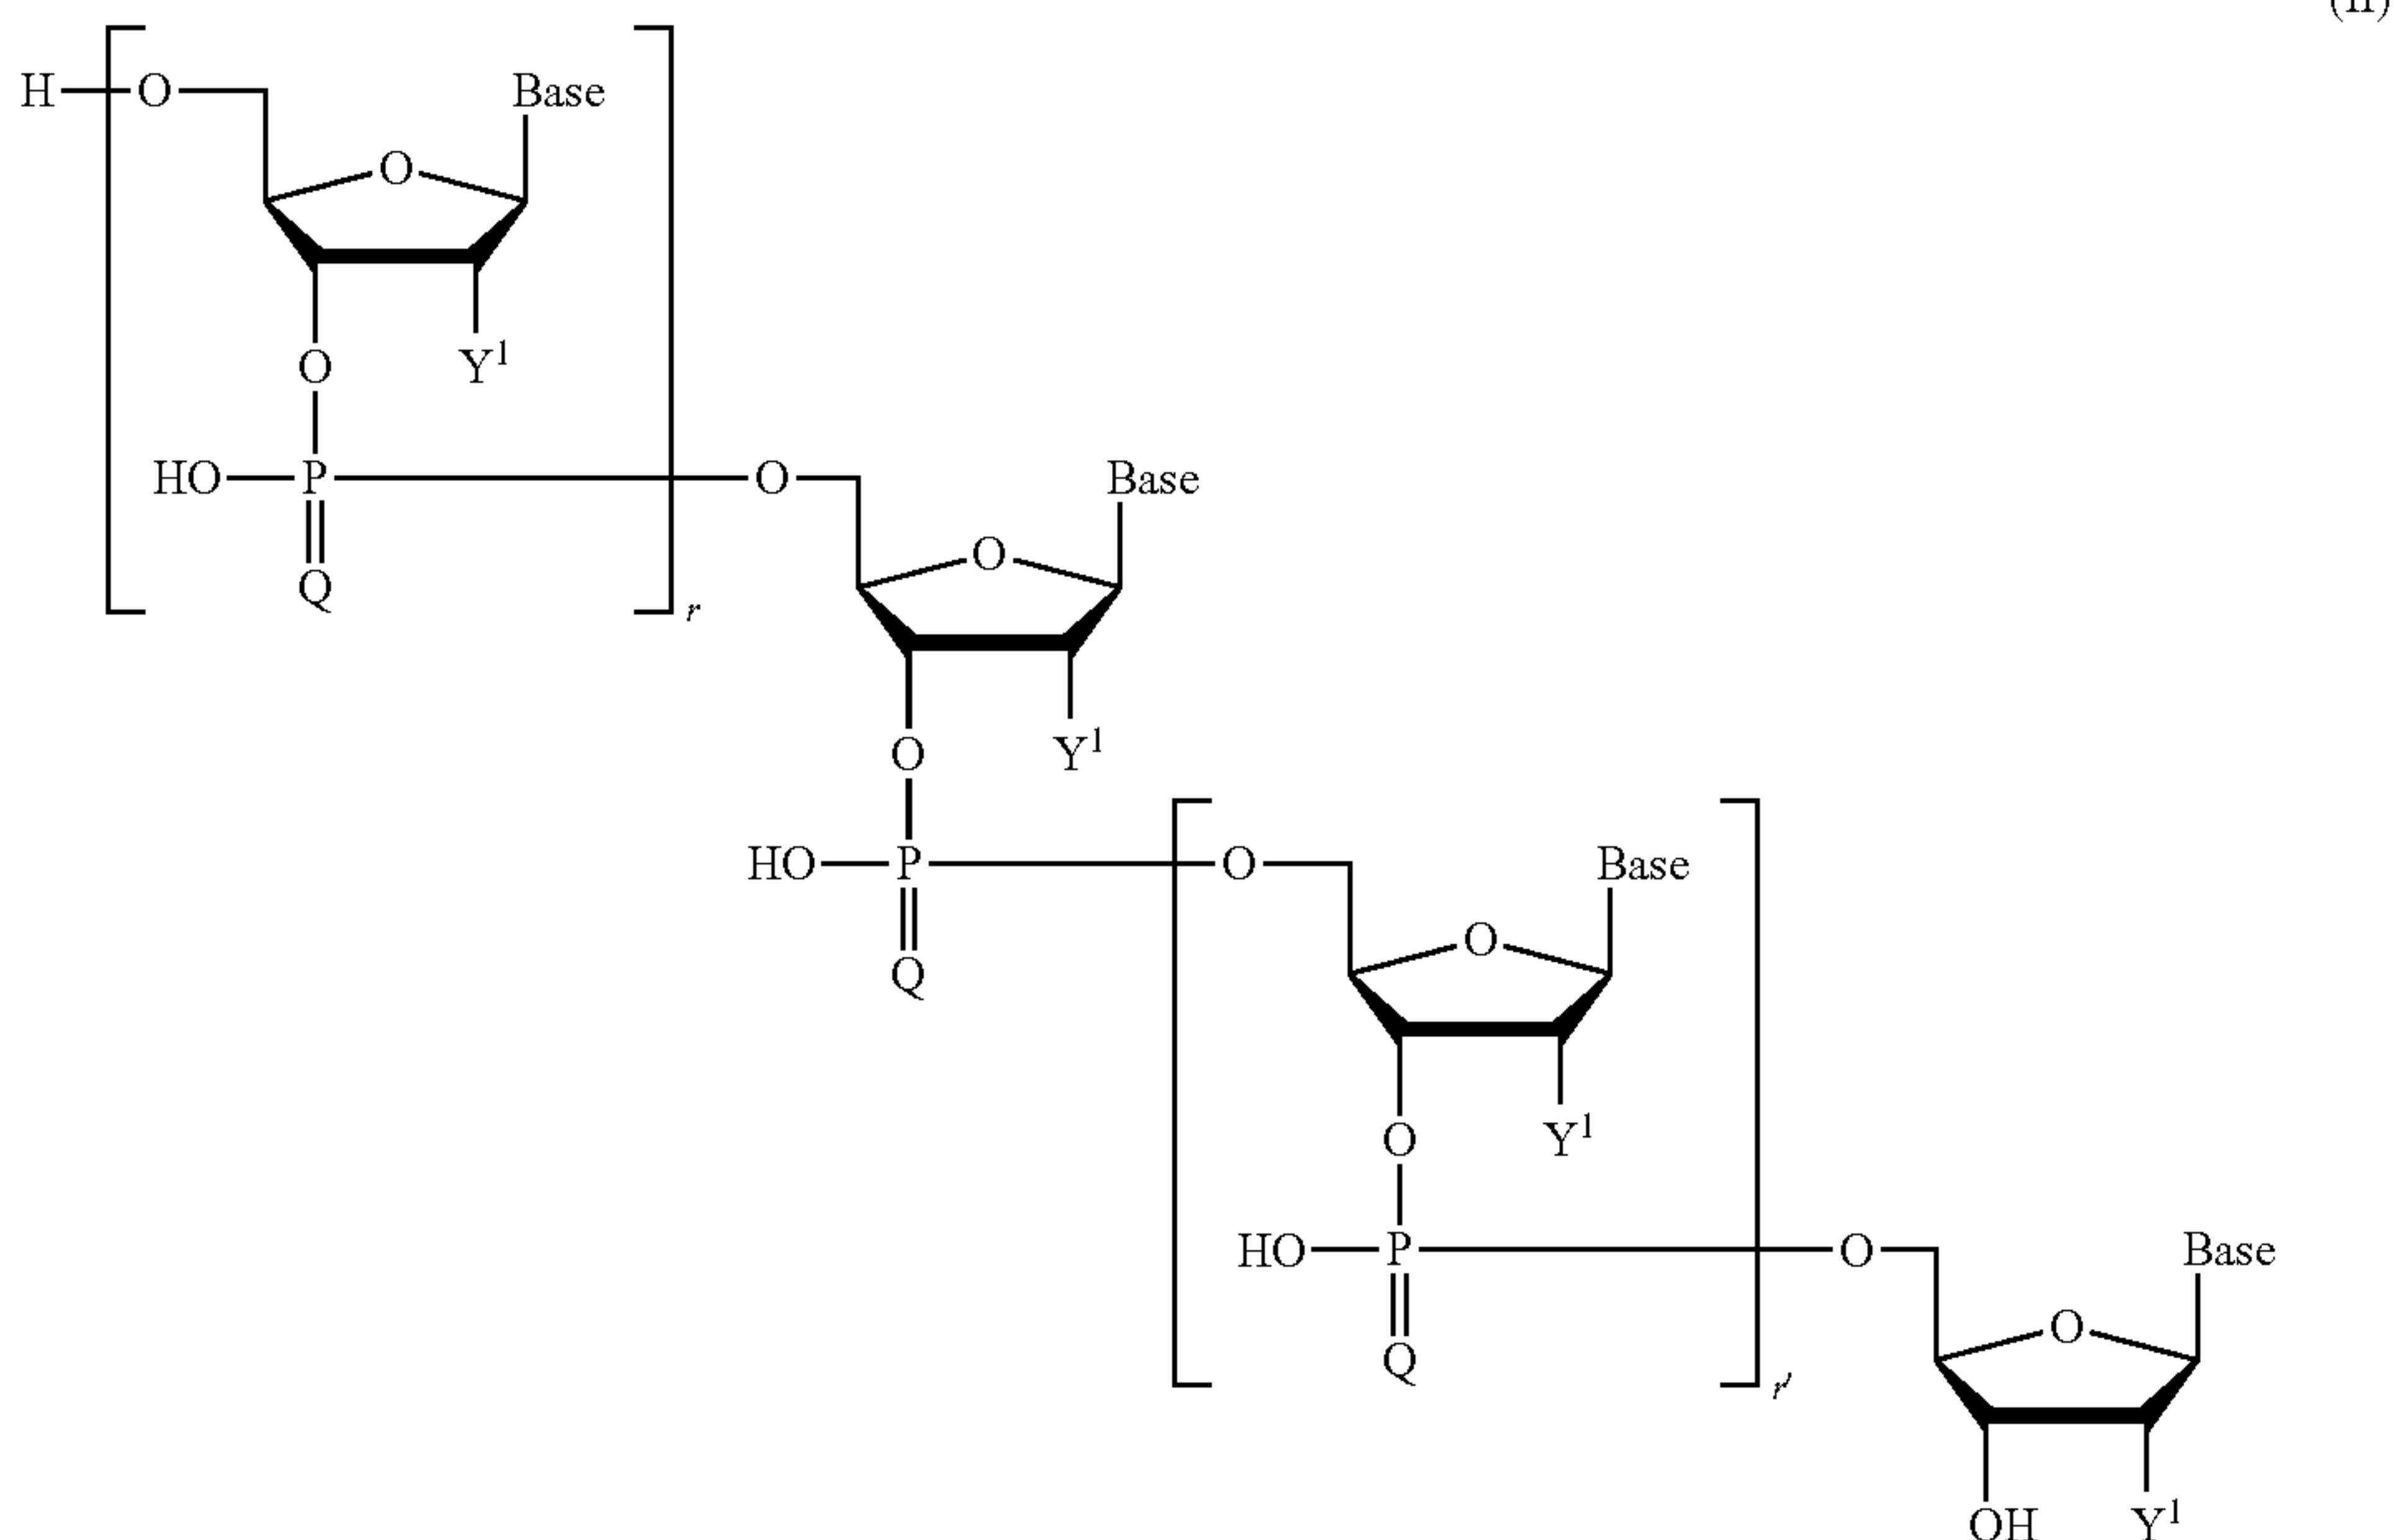 (ii)
H O Base
O
O Y¹
HO P O Base
Q r
O
O Y¹
HO P O Base
Q
O
O Y¹
HO P O Base
Q r'
O
OH Y¹